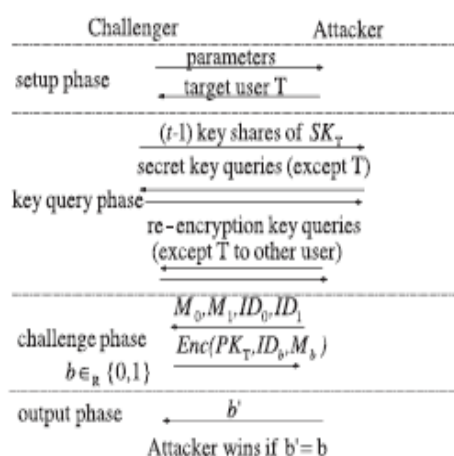 Challenger Attacker
parameters
setup phase
target user T
(t-1) key shares of SK_T
secret key queries (except T)
key query phase
re-encryption key queries
(except T to other user)
M_0,M_1,ID_0,ID_1
challenge phase
Enc(PK_T,ID_b,M_b)
b∈_R {0,1}
output phase
b'
Attacker wins if b'= b